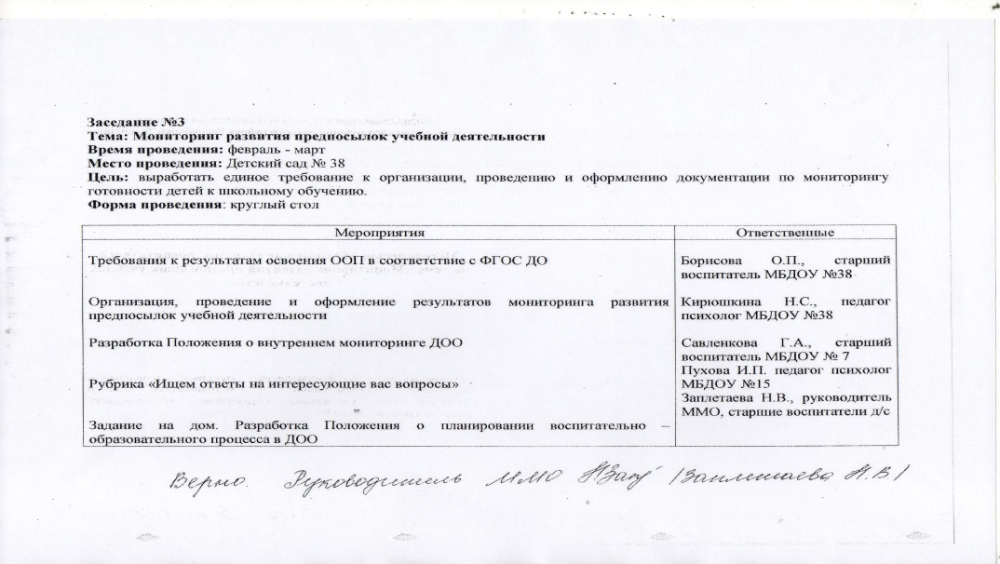 Заседание №3
Тема: Мониторинг развития предпосылок учебной деятельности
Время проведения: февраль - март
Место проведения: Детский сад № 38
Цель: выработать единое требование к организации, проведению и оформлению документации по мониторингу
готовности детей к школьному обучению.
Форма проведения: круглый стол
Мероприятия
Требования к результатам освоения ООП в соответствие с ФГОС ДО
Организация, проведение и оформление результатов мониторинга развития
предпосылок учебной деятельности
Разработка Положения о внутреннем мониторинге ДОО
Рубрика «Ищем ответы на интересующие вас вопросы»
Задание на дом. Разработка Положения о планировании воспитательно –
образовательного процесса в ДОО
Ответственные
Борисова О.П., старший
воспитатель МБДОУ №38
Кирюшкина Н.С., педагог
психолог МБДОУ №38
Савленкова Г.А., старший
воспитатель МБДОУ № 7
Пухова И.П. педагог психолог
МБДОУ №15
Заплетаева Н.В., руководитель
ММО, старшие воспитатели д/с
Верно. Руководитель ММО /Заплетаева Н.В/